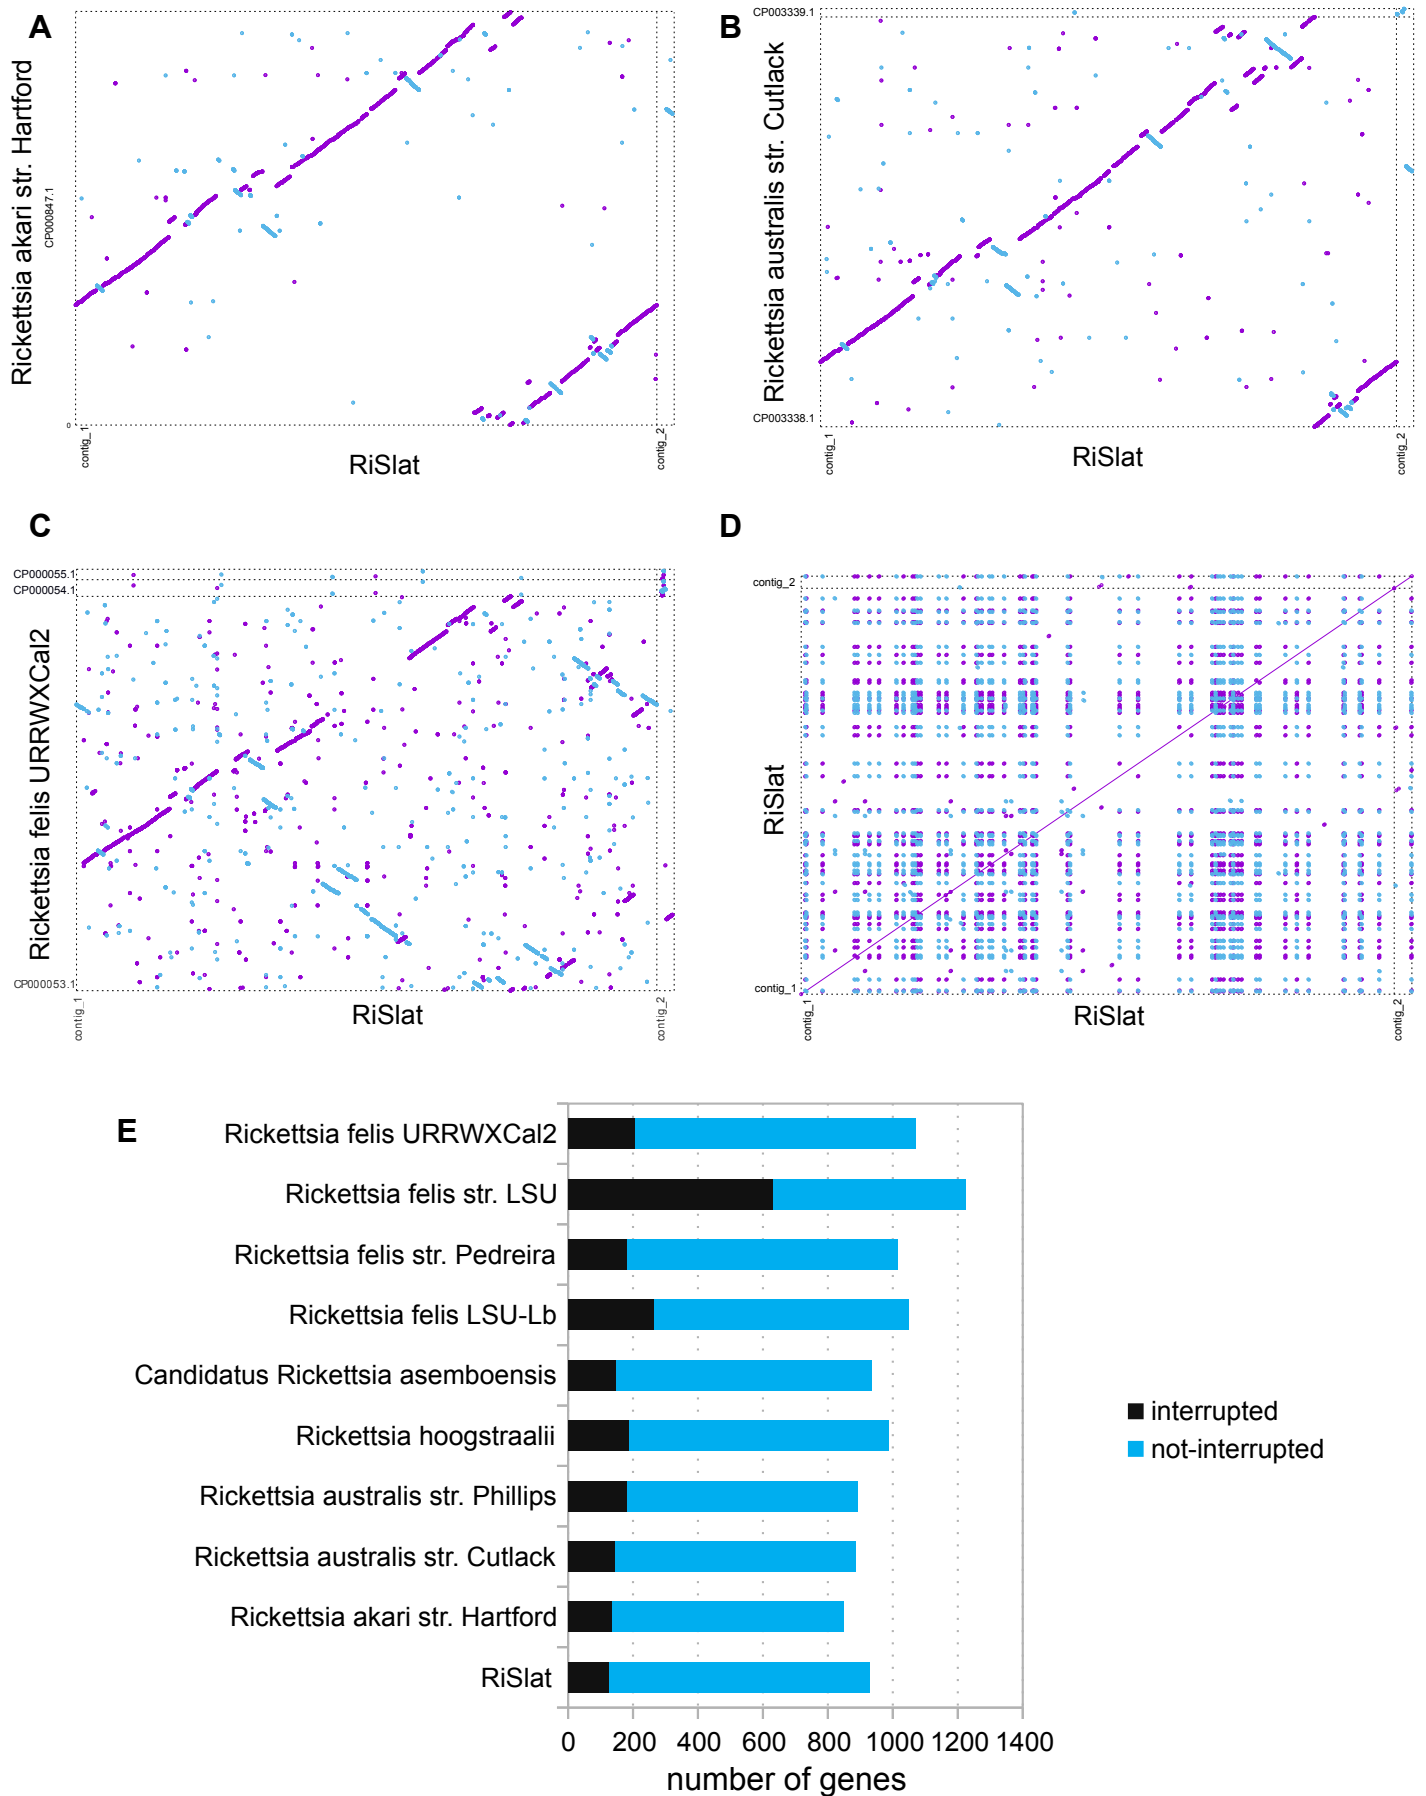 A
Rickettsia akari str. Hartford
CP000847.1
0
contig_1
contig_2
RiSlat
B
Rickettsia australis str. Cutlack
CP003339.1
CP003338.1
contig_1
contig_2
RiSlat
C
Rickettsia felis URRWXCal2
CP000055.1
CP000054.1
CP000053.1
contig_1
contig_2
RiSlat
D
RiSlat
contig_2
contig_1
contig_1
contig_2
RiSlat
E
Rickettsia felis URRWXCal2
Rickettsia felis str. LSU
Rickettsia felis str. Pedreira
Rickettsia felis LSU-Lb
Candidatus Rickettsia asemboensis
Rickettsia hoogstraalii
Rickettsia australis str. Phillips
Rickettsia australis str. Cutlack
Rickettsia akari str. Hartford
RiSlat
0 200 400 600 800 1000 1200 1400
number of genes
interrupted
not-interrupted